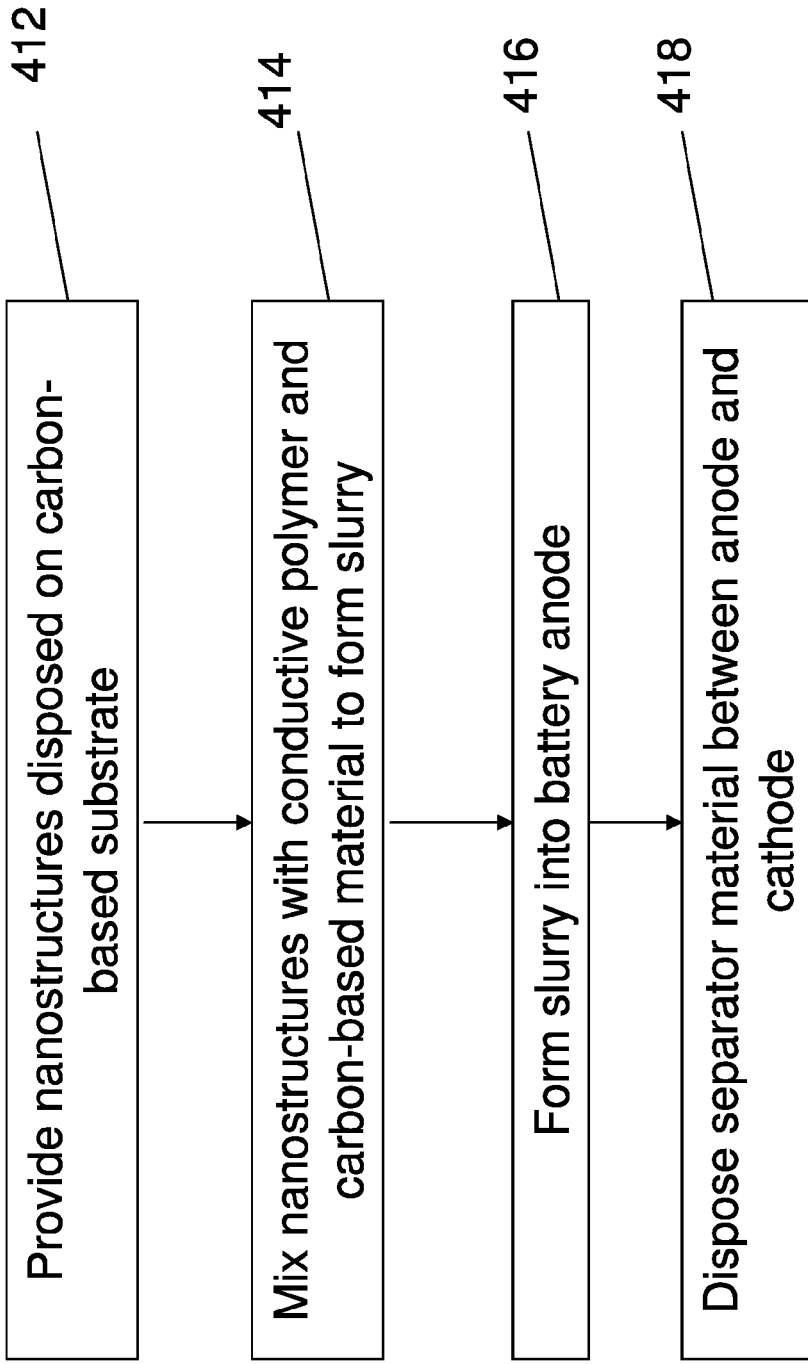 Provide nanostructures disposed on carbon-
based substrate
412
Mix nanostructures with conductive polymer and
carbon-based material to form slurry
414
Form slurry into battery anode
416
Dispose separator material between anode and
cathode
418